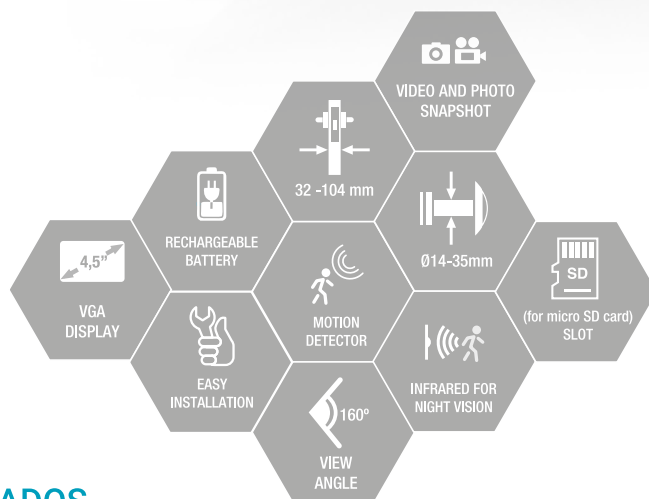 VIDEO AND PHOTO
SNAPSHOT
32 -104 mm
RECHARGEABLE
BATTERY
Ø14-35mm
4,5"
VGA
DISPLAY
MOTION
DETECTOR
SD
(for micro SD card)
SLOT
EASY
INSTALLATION
INFRARED FOR
NIGHT VISION
160º
VIEW
ANGLE